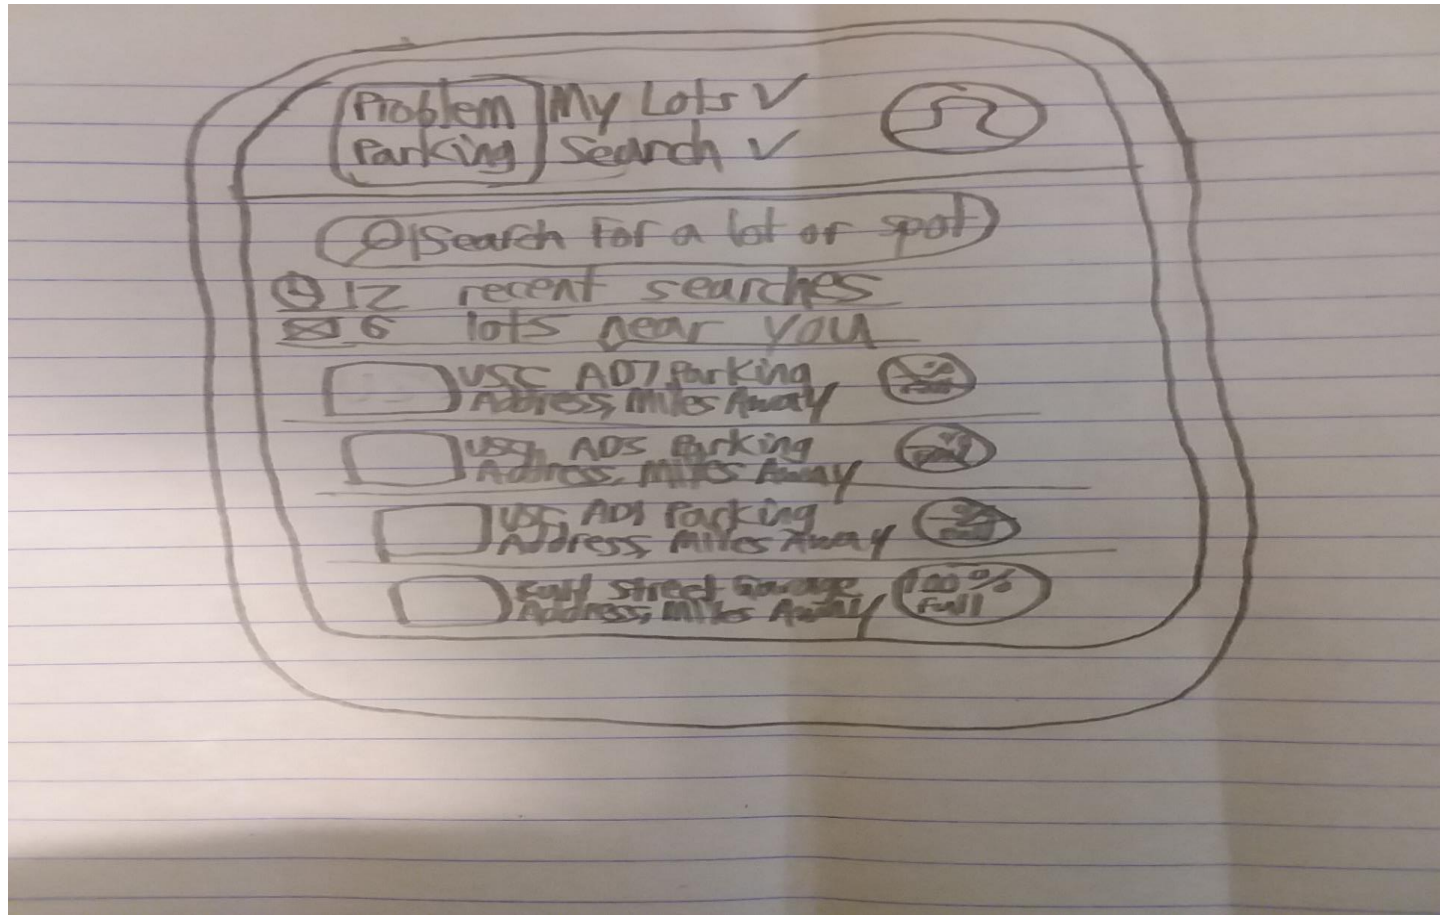 Problem
Parking
My Lots
Search
Search for a lot or spot
12 recent searches
6 lots near you
USC AD7 Parking
Address, Miles Away
USC, AD5 Parking
Address, Miles Away
USC, AD1 Parking
Address, Miles Away
Street Garage
Address, Miles Away
100%
Full